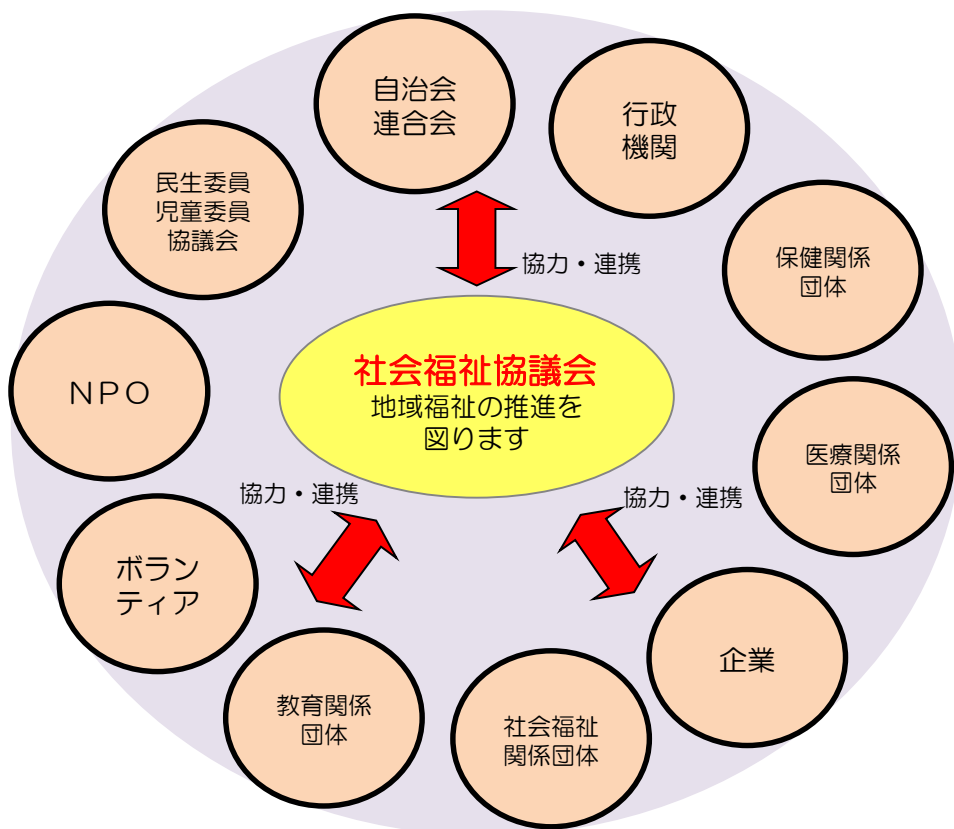 自治会
連合会
行政
機関
民生委員
児童委員
協議会
保健関係
団体
協力・連携
社会福祉協議会
地域福祉の推進を
図ります
ＮＰＯ
医療関係
団体
協力・連携
協力・連携
ボラン
ティア
企業
教育関係
団体
社会福祉
関係団体